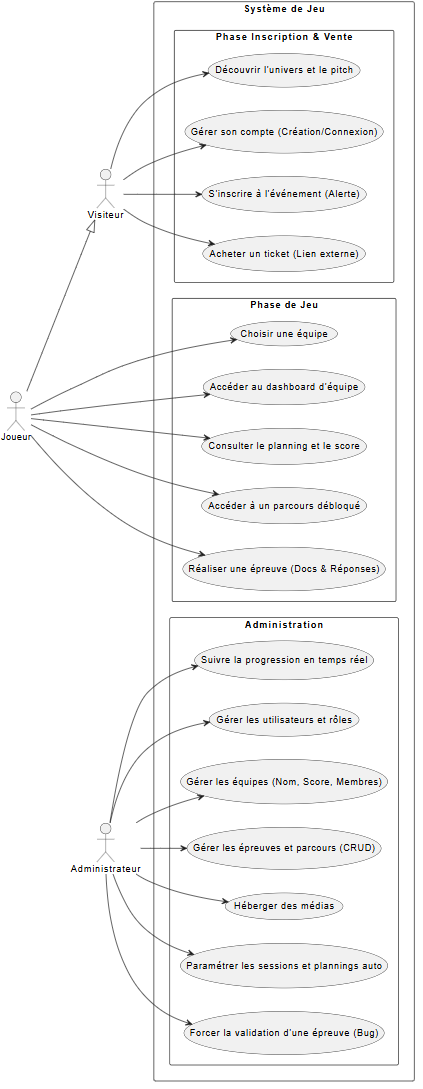 Système de Jeu
Phase Inscription & Vente
Découvrir l'univers et le pitch
Gérer son compte (Création/Connexion)
S'inscrire à l'événement (Alerte)
Acheter un ticket (Lien externe)
Visiteur
Phase de Jeu
Choisir une équipe
Accéder au dashboard d'équipe
Consulter le planning et le score
Accéder à un parcours débloqué
Réaliser une épreuve (Docs & Réponses)
Joueur
Administration
Suivre la progression en temps réel
Gérer les utilisateurs et rôles
Gérer les équipes (Nom, Score, Membres)
Gérer les épreuves et parcours (CRUD)
Héberger des médias
Paramétrer les sessions et plannings auto
Forcer la validation d'une épreuve (Bug)
Administrateur